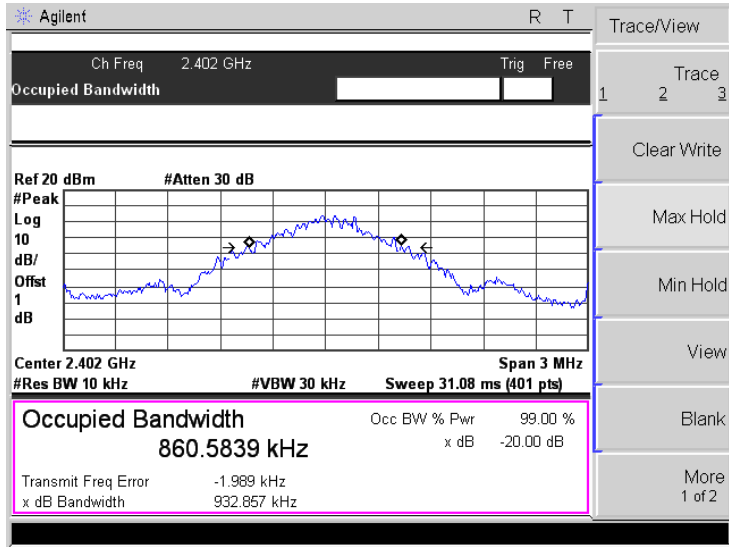 Agilent
R T
Trace/View
Ch Freq 2.402 GHz
Trig Free
Occupied Bandwidth
Trace
1 2 3
Clear Write
Ref 20 dBm #Atten 30 dB
#Peak
Log
10
dB/
Offst
1
dB
Max Hold
Min Hold
View
Center 2.402 GHz
Span 3 MHz
#Res BW 10 kHz #VBW 30 kHz Sweep 31.08 ms (401 pts)
Occupied Bandwidth
860.5839 kHz
Occ BW % Pwr 99.00 %
x dB -20.00 dB
Blank
Transmit Freq Error -1.989 kHz
x dB Bandwidth 932.857 kHz
More
1 of 2